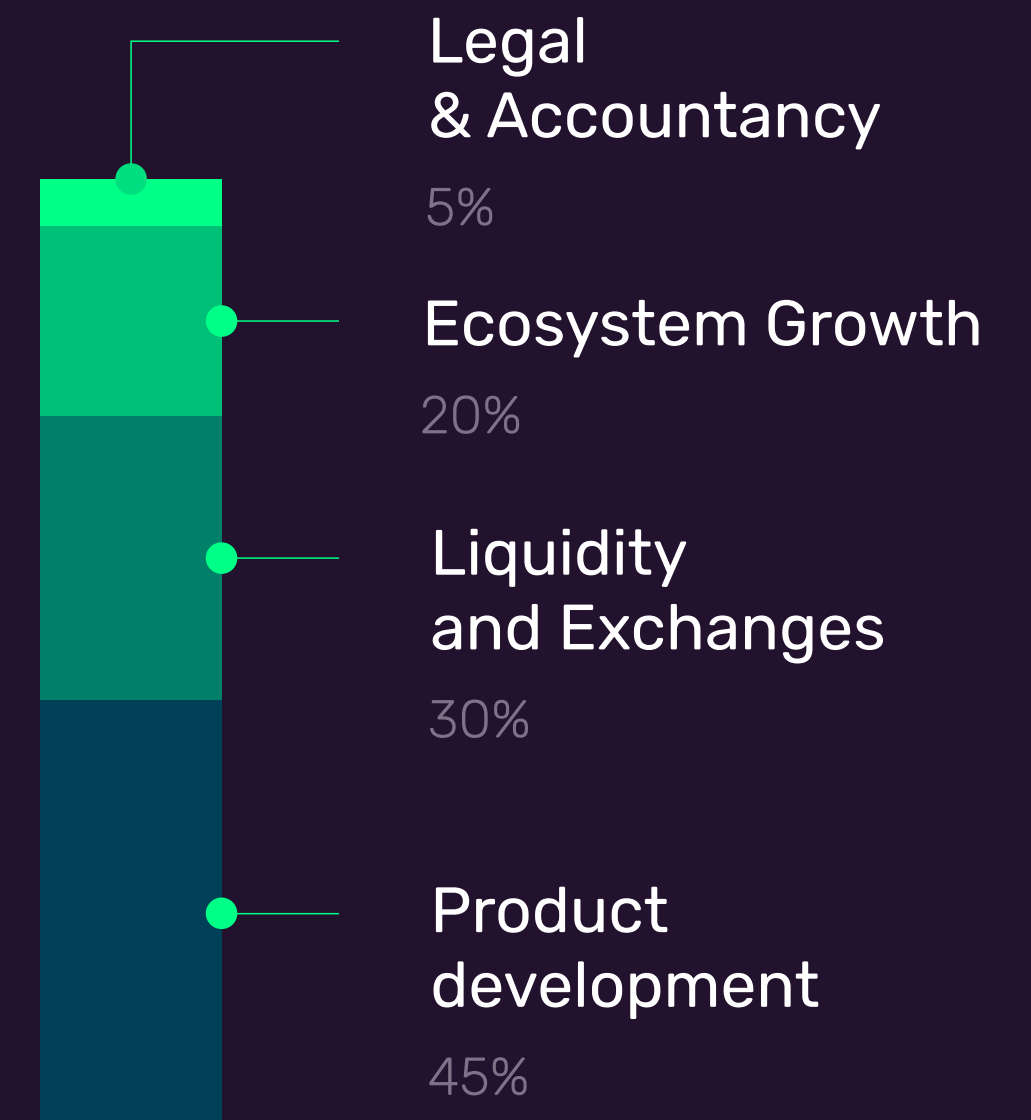 Legal
& Accountancy
5%
Ecosystem Growth
20%
Liquidity
and Exchanges
30%
Product
development
45%